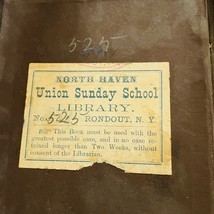 525
NORTH HAVEN
Union Sunday School
LIBRARY.
No. 525 RONDOUT, N. Y.
This Book must be used with the
greatest possible care, and in no case re-
tained longer than Two Weeks, without
consent of the Librarian.